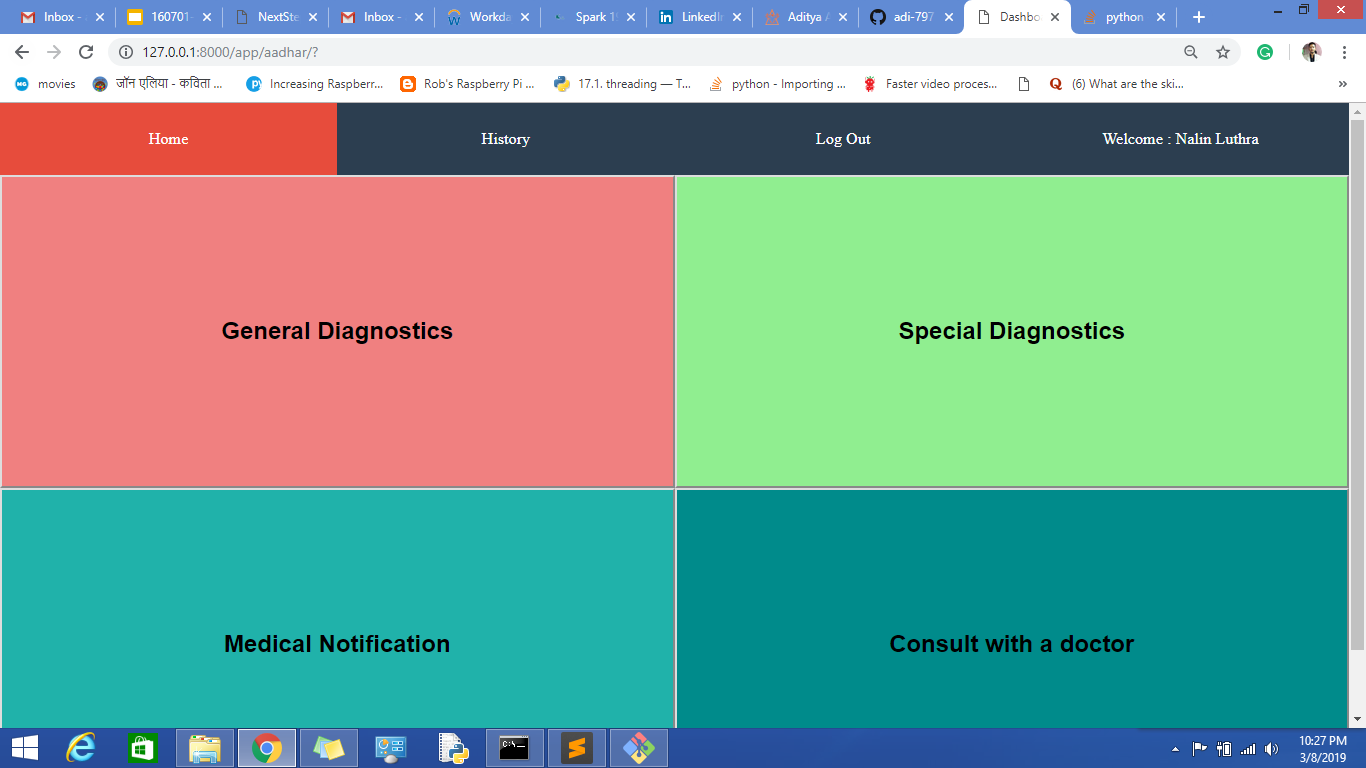 Inbox -
160701-
NextSte
Inbox -
Workda
Spark 15
LinkedIn
Aditya A
adi-797
Dashbo
python
127.0.0.1:8000/app/aadhar/?
movies
जॉन एलिया - कविता ...
Increasing Raspberr...
Rob's Raspberry Pi ...
17.1. threading — T...
python - Importing ...
Faster video proces...
(6) What are the ski...
Home
History
Log Out
Welcome : Nalin Luthra
General Diagnostics
Special Diagnostics
Medical Notification
Consult with a doctor
10:27 PM
3/8/2019